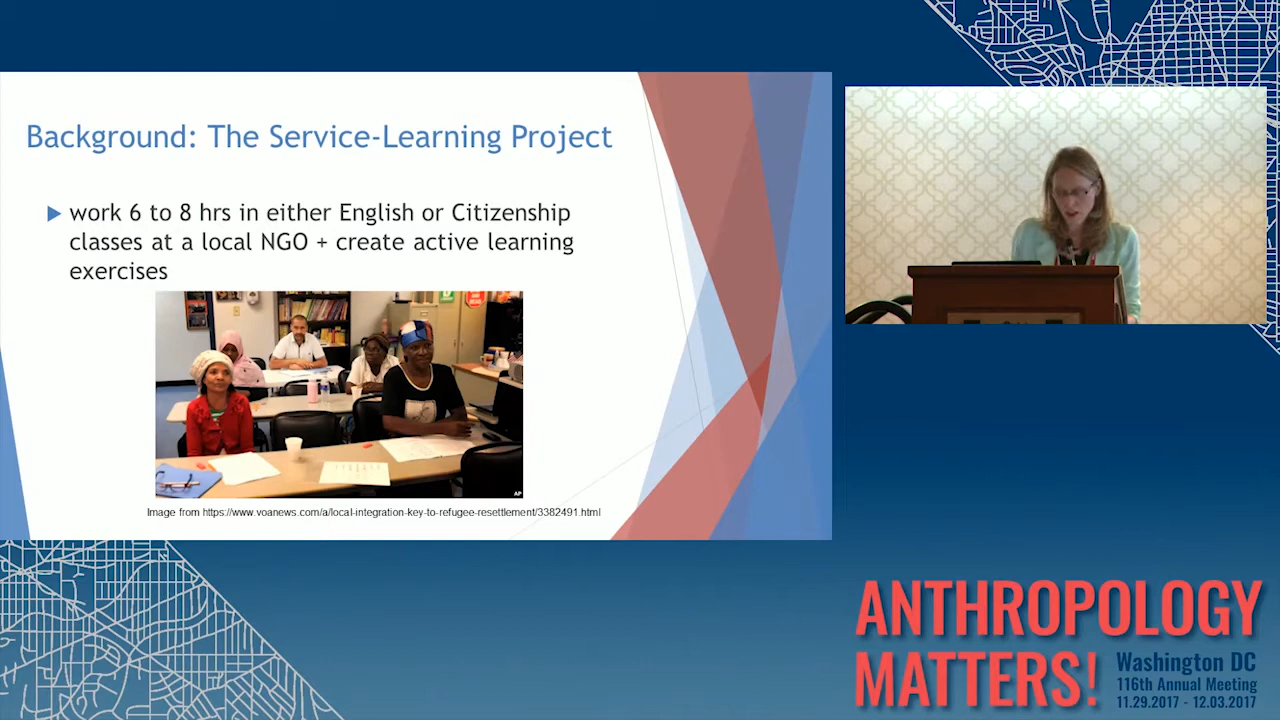 Background: The Service-Learning Project
work 6 to 8 hrs in either English or Citizenship
classes at a local NGO + create active learning
exercises
AP
Image from https://www.voanews.com/a/local-integration-key-to-refugee-resettlement/3382491.html
ANTHROPOLOGY
MATTERS!
Washington DC
116th Annual Meeting
11.29.2017 - 12.03.2017